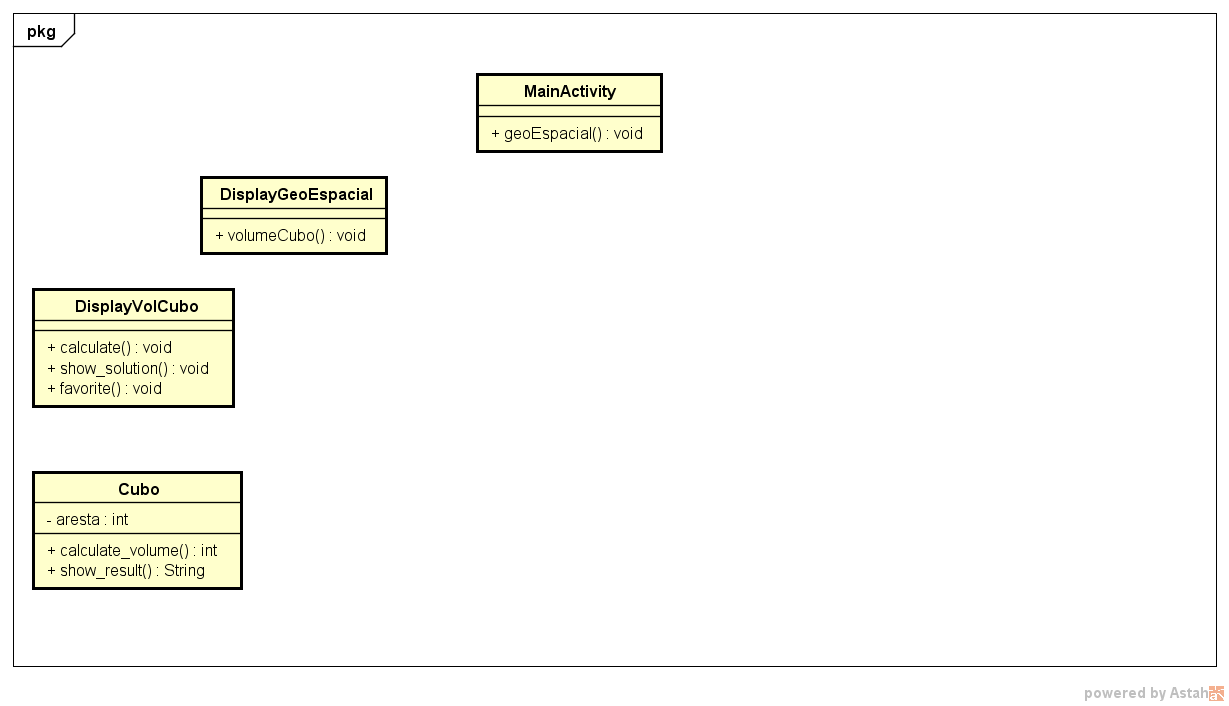 pkg
MainActivity
+ geoEspacial() : void
DisplayGeoEspacial
+ volumeCubo() : void
DisplayVolCubo
+ calculate() : void
+ show_solution() : void
+ favorite() : void
Cubo
- aresta : int
+ calculate_volume() : int
+ show_result() : String
powered by Astah